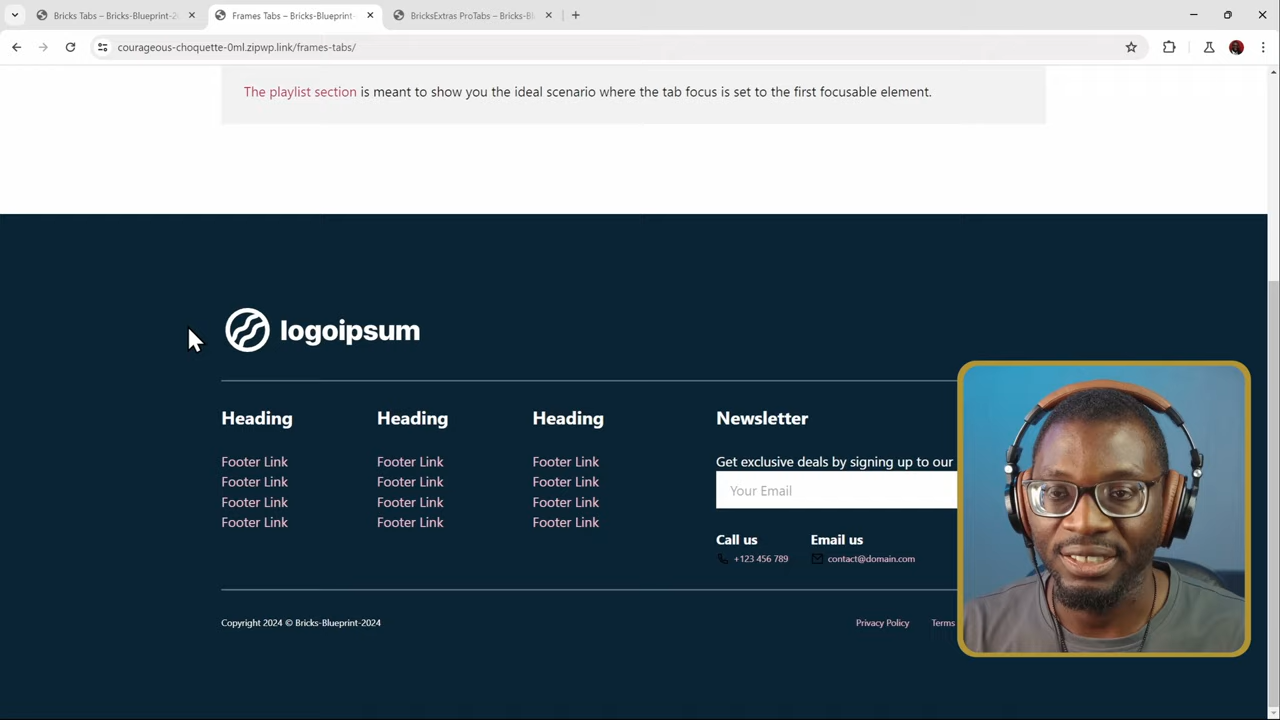 Bricks Tabs – Bricks-Blueprint-2
Frames Tabs – Bricks-Blueprint-
BricksExtras ProTabs – Bricks-Bl
courageous-choquette-0ml.zipwp.link/frames-tabs/
The playlist section is meant to show you the ideal scenario where the tab focus is set to the first focusable element.
logoipsum
Heading
Footer Link
Footer Link
Footer Link
Footer Link
Heading
Footer Link
Footer Link
Footer Link
Footer Link
Heading
Footer Link
Footer Link
Footer Link
Footer Link
Newsletter
Get exclusive deals by signing up to our
Your Email
Call us
+123 456 789
Email us
contact@domain.com
Copyright 2024 © Bricks-Blueprint-2024
Privacy Policy
Terms